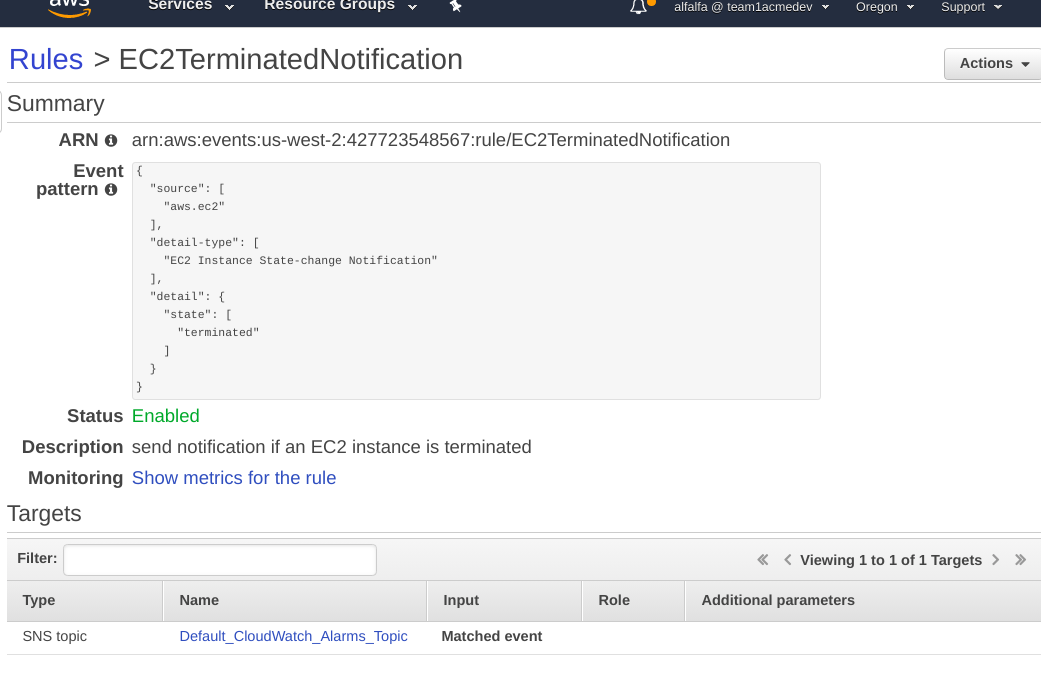 aws Services Resource Groups alfalfa @ team1acmedev Oregon Support
Rules > EC2TerminatedNotification Actions
Summary
ARN arn:aws:events:us-west-2:427723548567:rule/EC2TerminatedNotification
Event pattern
{
"source": [
"aws.ec2"
],
"detail-type": [
"EC2 Instance State-change Notification"
],
"detail": {
"state": [
"terminated"
]
}
}
Status Enabled
Description send notification if an EC2 instance is terminated
Monitoring Show metrics for the rule
Targets
Filter: « < Viewing 1 to 1 of 1 Targets > »
Type Name Input Role Additional parameters
SNS topic Default_CloudWatch_Alarms_Topic Matched event